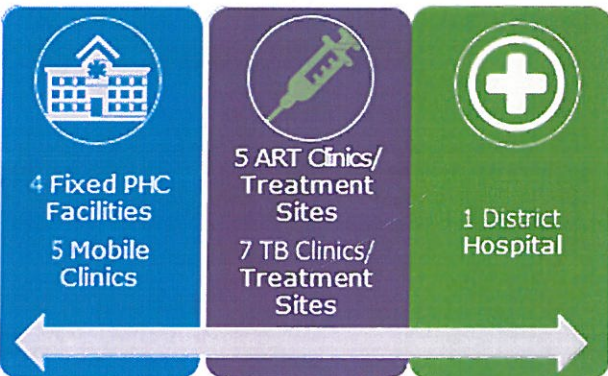 4 Fixed PHC
Facilities
5 Mobile
Clinics
5 ART Clinics/
Treatment
Sites
7 TB Clinics/
Treatment
Sites
1 District
Hospital